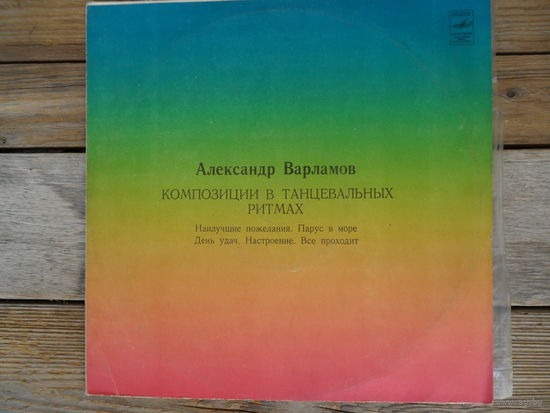 Александр Варламов
КОМПОЗИЦИИ В ТАНЦЕВАЛЬНЫХ
РИТМАХ
Наилучшие пожелания. Парус в море
День удач. Настроение. Все проходит